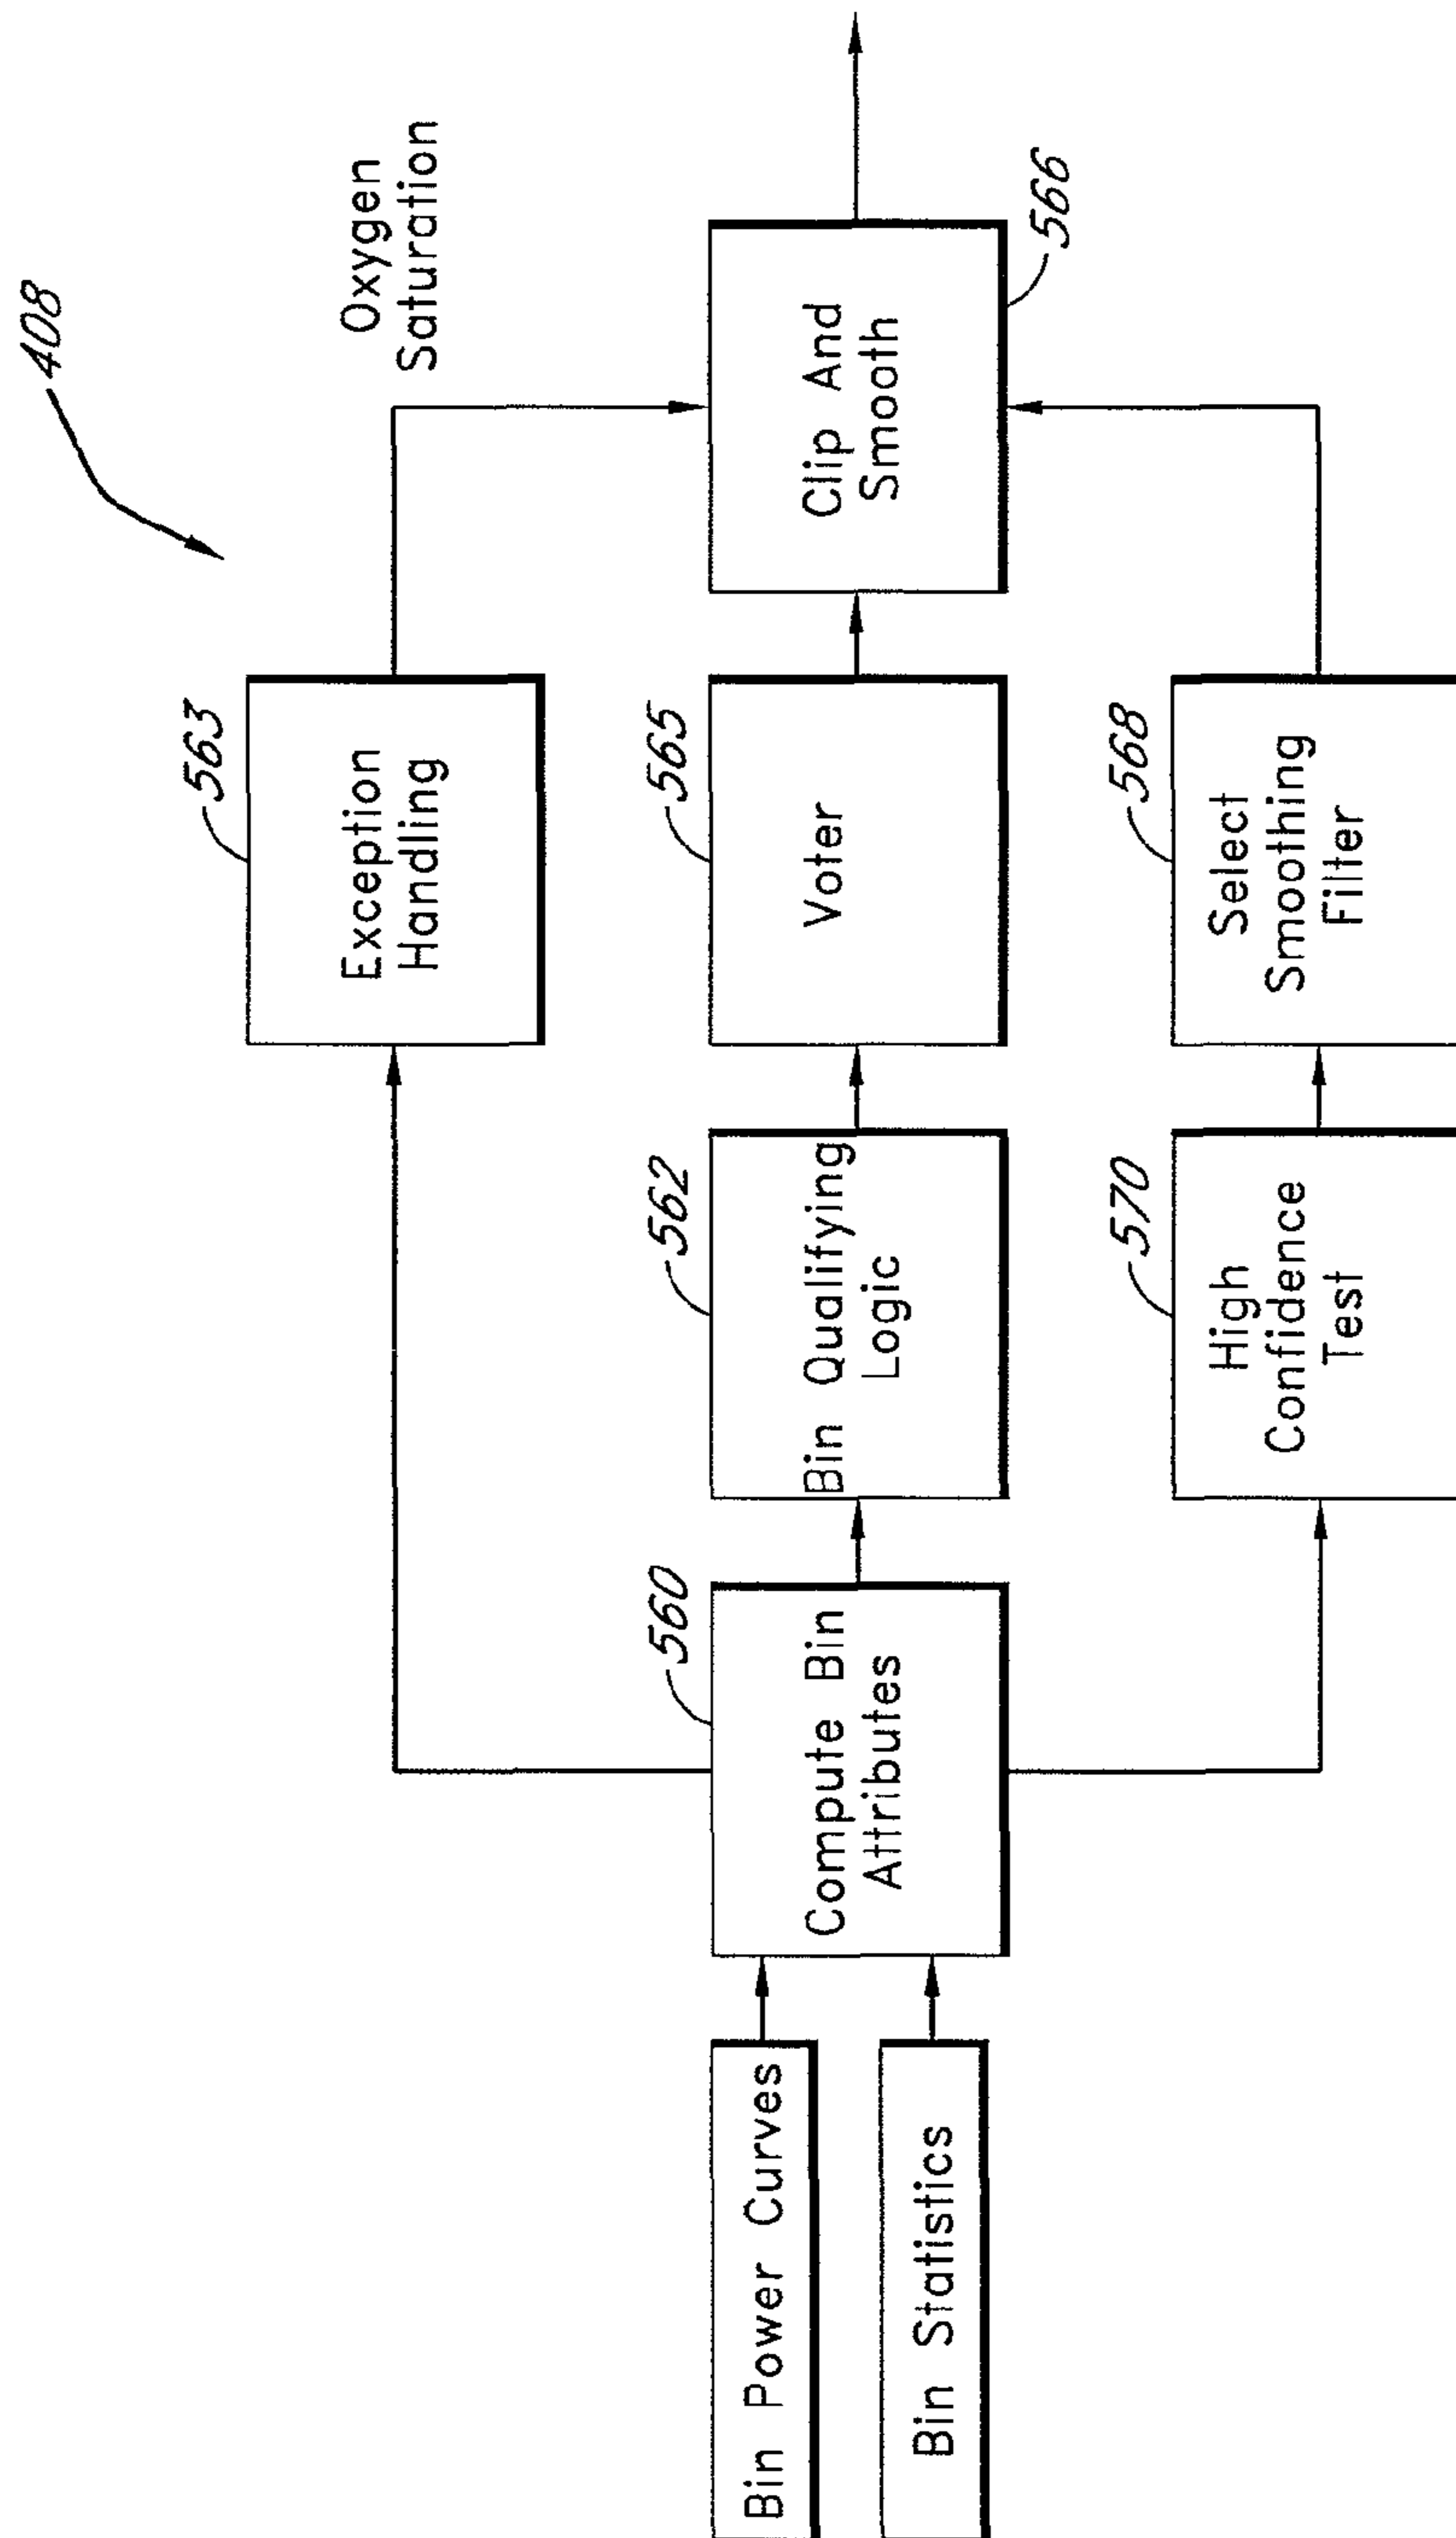 408
Oxygen
Saturation
563
Exception
Handling
Bin Power Curves
Bin Statistics
560
Compute Bin
Attributes
562
Bin Qualifying
Logic
565
Voter
Clip And
Smooth
566
570
High
Confidence
Test
568
Select
Smoothing
Filter